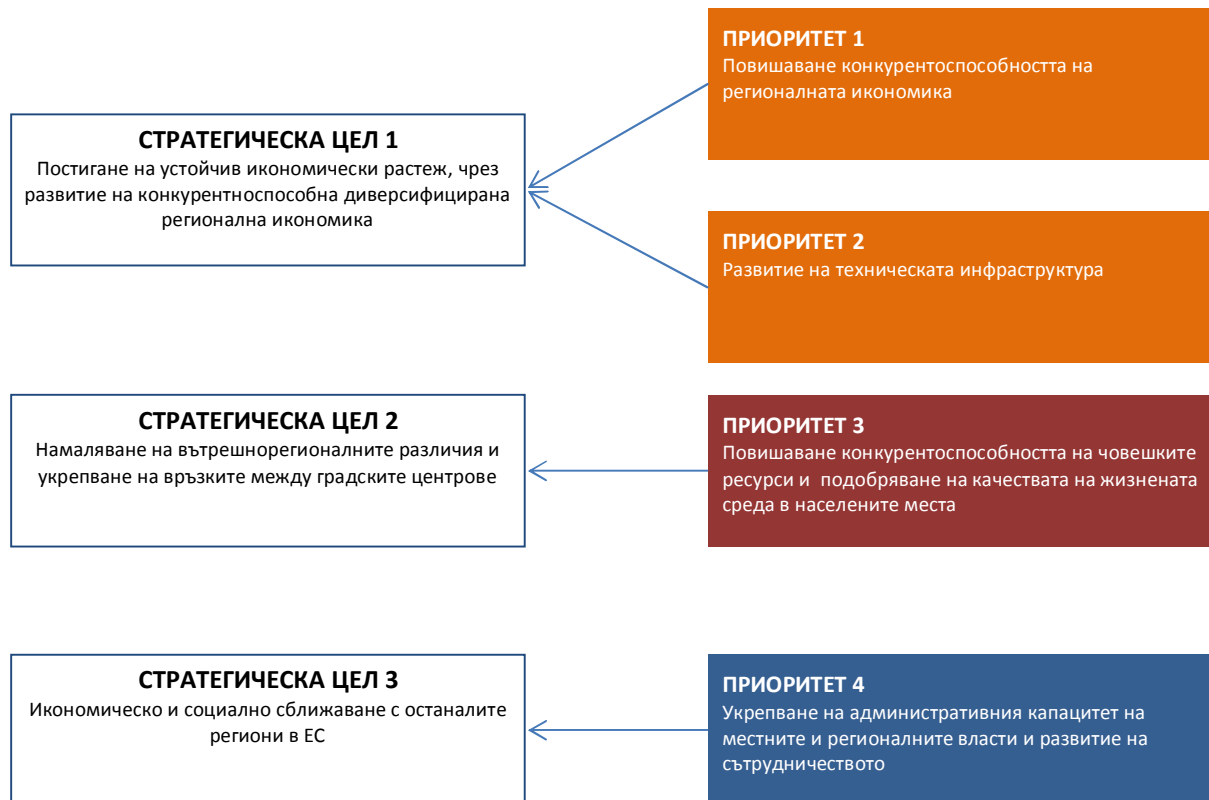 ПРИОРИТЕТ 1
Повишаване конкурентоспособността на
регионалната икономика
СТРАТЕГИЧЕСКА ЦЕЛ 1
Постигане на устойчив икономически растеж, чрез
развитие на конкурентноспособна диверсифицирана
регионална икономика
ПРИОРИТЕТ 2
Развитие на техническата инфраструктура
СТРАТЕГИЧЕСКА ЦЕЛ 2
Намаляване на вътрешнорегионалните различия и
укрепване на връзките между градските центрове
ПРИОРИТЕТ 3
Повишаване конкурентоспособността на човешките
ресурси и  подобряване на качествата на жизнената
среда в населените места
СТРАТЕГИЧЕСКА ЦЕЛ 3
Икономическо и социално сближаване с останалите
региони в ЕС
ПРИОРИТЕТ 4
Укрепване на административния капацитет на
местните и регионалните власти и развитие на
сътрудничеството